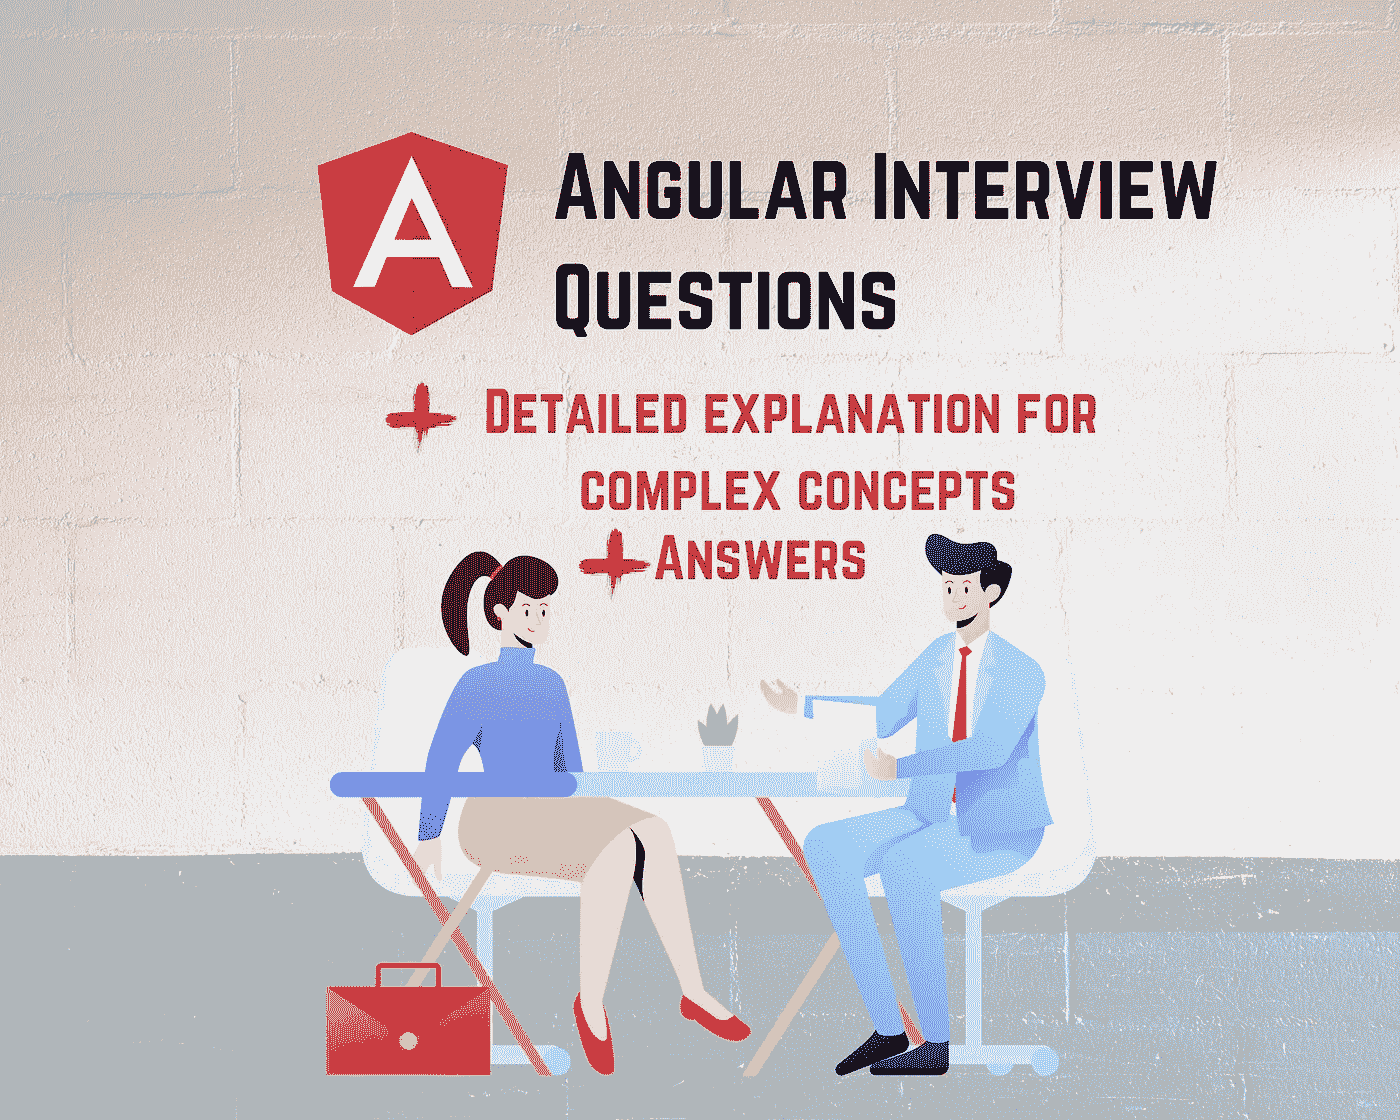 A
Angular Interview
Questions
+ Detailed explanation for
complex concepts
+ Answers